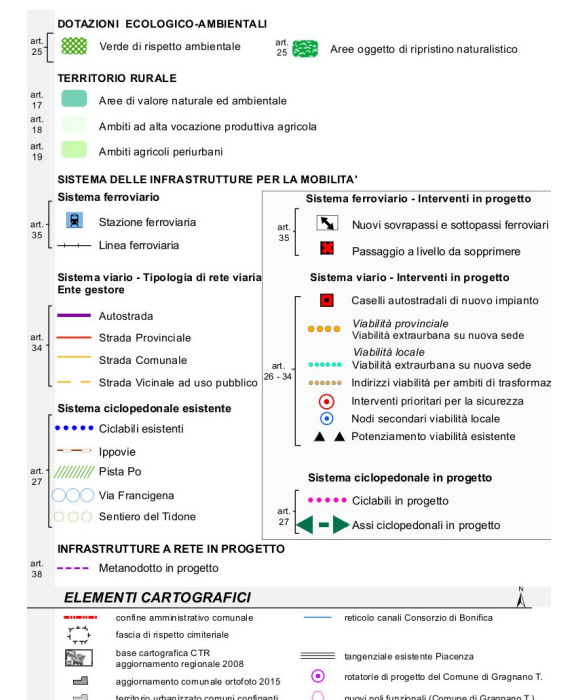 DOTAZIONI ECOLOGICO-AMBIENTALI
art.
25
Verde di rispetto ambientale
art.
25
Aree oggetto di ripristino naturalistico
TERRITORIO RURALE
art.
17
Aree di valore naturale ed ambientale
art.
18
Ambiti ad alta vocazione produttiva agricola
art.
19
Ambiti agricoli periurbani
SISTEMA DELLE INFRASTRUTTURE PER LA MOBILITA'
Sistema ferroviario
art.
35
Stazione ferroviaria
Linea ferroviaria
Sistema viario - Tipologia di rete viaria
Ente gestore
art.
34
Autostrada
Strada Provinciale
Strada Comunale
Strada Vicinale ad uso pubblico
Sistema ciclopedonale esistente
art.
27
Ciclabili esistenti
Ippovie
Pista Po
Via Francigena
Sentiero del Tidone
Sistema ferroviario - Interventi in progetto
art.
35
Nuovi sovrapassi e sottopassi ferroviari
Passaggio a livello da sopprimere
Sistema viario - Interventi in progetto
art.
26 - 34
Caselli autostradali di nuovo impianto
Viabilità provinciale
Viabilità extraurbana su nuova sede
Viabilità locale
Viabilità extraurbana su nuova sede
Indirizzi viabilità per ambiti di trasformaz
Interventi prioritari per la sicurezza
Nodi secondari viabilità locale
Potenziamento viabilità esistente
Sistema ciclopedonale in progetto
art.
27
Ciclabili in progetto
Assi ciclopedonali in progetto
INFRASTRUTTURE A RETE IN PROGETTO
art.
38
Metanodotto in progetto
ELEMENTI CARTOGRAFICI
N
confine amministrativo comunale
fascia di rispetto cimiteriale
base cartografica CTR
aggiornamento regionale 2008
aggiornamento comunale ortofoto 2015
territorio urbanizzato comuni confinanti
reticolo canali Consorzio di Bonifica
tangenziale esistente Piacenza
rotatorie di progetto del Comune di Gragnano T.
nuovi poli funzionali (Comune di Gragnano T.)